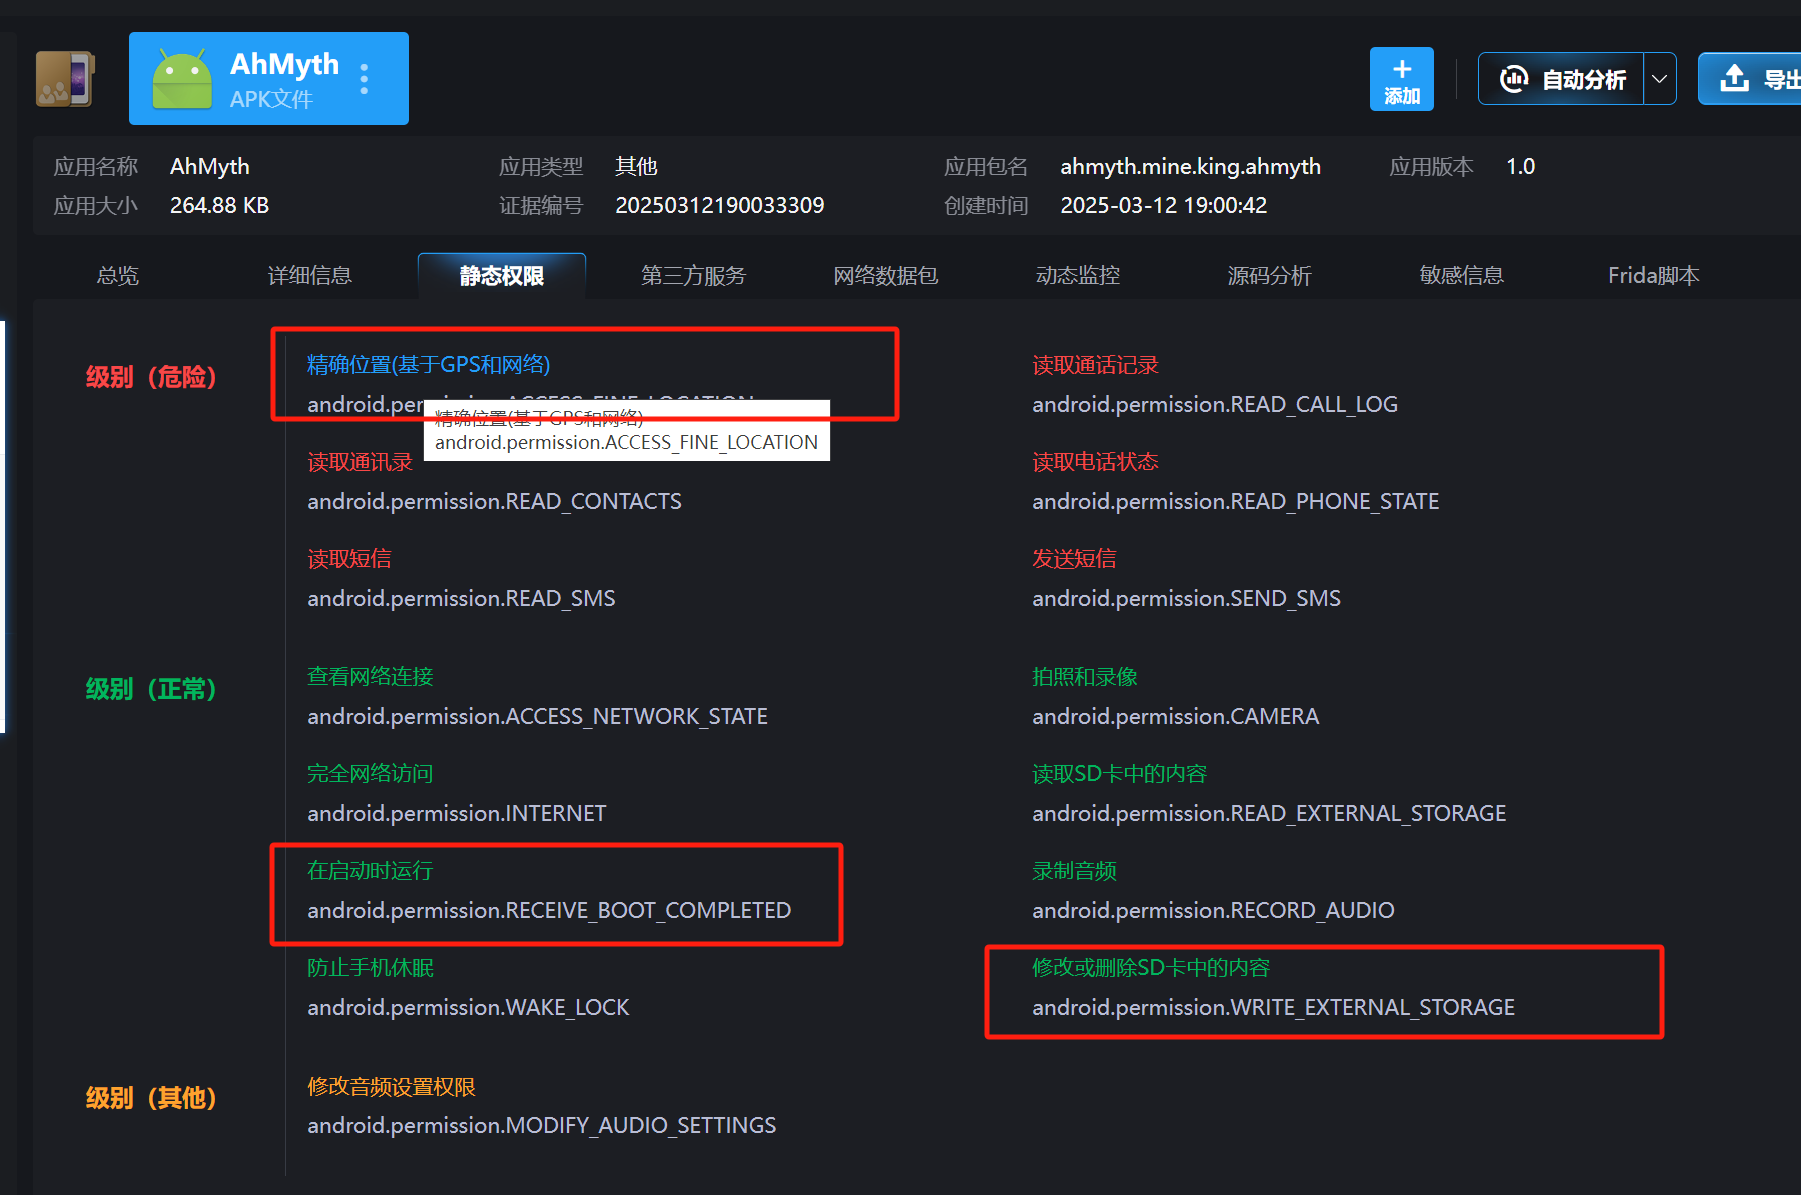 AhMyth
APK文件
添加
自动分析
导出
应用名称 AhMyth 应用类型 其他 应用包名 ahmyth.mine.king.ahmyth 应用版本 1.0
应用大小 264.88 KB 证据编号 20250312190033309 创建时间 2025-03-12 19:00:42
总览 详细信息 静态权限 第三方服务 网络数据包 动态监控 源码分析 敏感信息 Frida脚本
级别（危险）
精确位置(基于GPS和网络) 读取通话记录
android.permission.ACCESS_FINE_LOCATION android.permission.READ_CALL_LOG
精确位置(基于GPS和网络)
android.permission.ACCESS_FINE_LOCATION
读取通讯录 读取电话状态
android.permission.READ_CONTACTS android.permission.READ_PHONE_STATE
读取短信 发送短信
android.permission.READ_SMS android.permission.SEND_SMS
级别（正常）
查看网络连接 拍照和录像
android.permission.ACCESS_NETWORK_STATE android.permission.CAMERA
完全网络访问 读取SD卡中的内容
android.permission.INTERNET android.permission.READ_EXTERNAL_STORAGE
在启动时运行 录制音频
android.permission.RECEIVE_BOOT_COMPLETED android.permission.RECORD_AUDIO
防止手机休眠 修改或删除SD卡中的内容
android.permission.WAKE_LOCK android.permission.WRITE_EXTERNAL_STORAGE
级别（其他）
修改音频设置权限
android.permission.MODIFY_AUDIO_SETTINGS